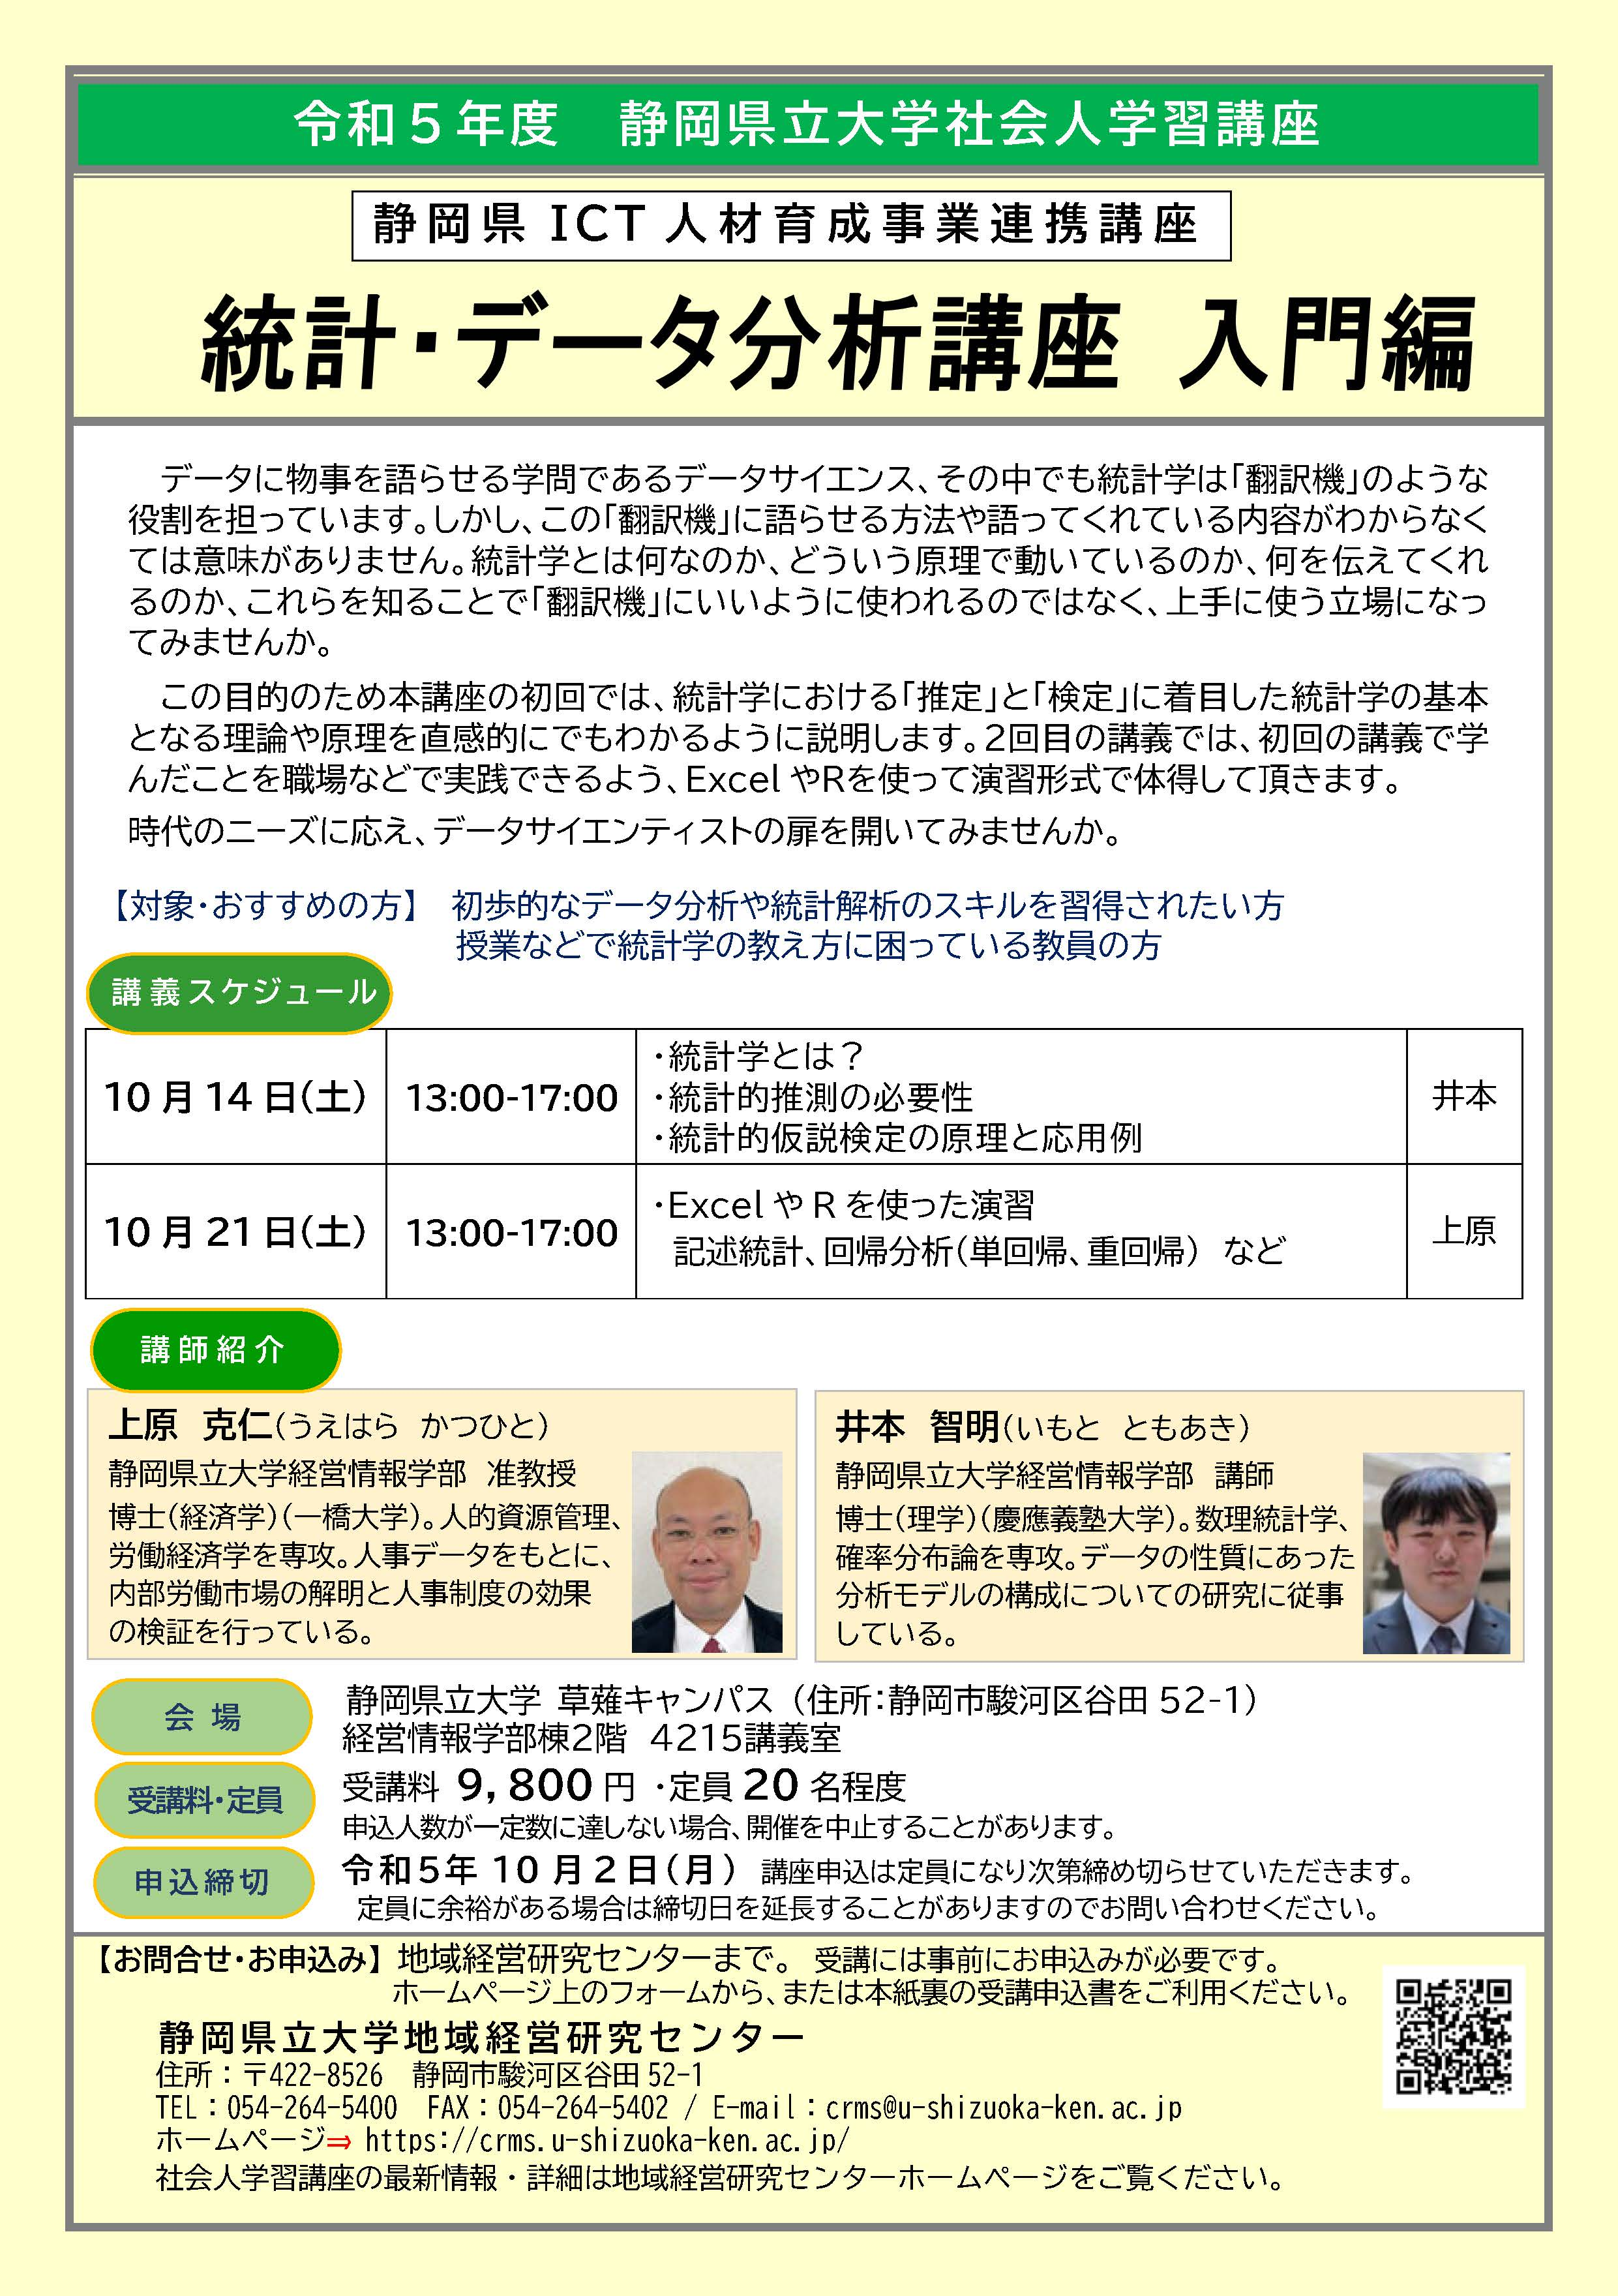 令和５年度　静岡県立大学社会人学習講座
静岡県 ICT 人材育成事業連携講座
統計・データ分析講座 入門編
データに物事を語らせる学問であるデータサイエンス、その中でも統計学は「翻訳機」のような
役割を担っています。しかし、この「翻訳機」に語らせる方法や語ってくれている内容がわからなく
ては意味がありません。統計学とは何なのか、どういう原理で動いているのか、何を伝えてくれ
るのか、これらを知ることで「翻訳機」にいいように使われるのではなく、上手に使う立場になっ
てみませんか。
この目的のため本講座の初回では、統計学における「推定」と「検定」に着目した統計学の基本
となる理論や原理を直感的にでもわかるように説明します。2回目の講義では、初回の講義で学
んだことを職場などで実践できるよう、Excel やRを使って演習形式で体得して頂きます。
時代のニーズに応え、データサイエンティストの扉を開いてみませんか。
【対象・おすすめの方】　初歩的なデータ分析や統計解析のスキルを習得されたい方
授業などで統計学の教え方に困っている教員の方
講義スケジュール
10 月 14 日（土）　13:00-17:00
・統計学とは？
・統計的推測の必要性
・統計的仮説検定の原理と応用例
井本
10 月 21 日（土）　13:00-17:00
・Excel や R を使った演習
記述統計、回帰分析（単回帰、重回帰）　など
上原
講師紹介
上原　克仁（うえはら　かつひと）
静岡県立大学経営情報学部　准教授
博士（経済学）（一橋大学）。人的資源管理、
労働経済学を専攻。人事データをもとに、
内部労働市場の解明と人事制度の効果
の検証を行っている。
井本　智明（いもと　ともあき）
静岡県立大学経営情報学部　講師
博士（理学）（慶應義塾大学）。数理統計学、
確率分布論を専攻。データの性質にあった
分析モデルの構成についての研究に従事
している。
会 場
静岡県立大学 草薙キャンパス（住所：静岡市駿河区谷田 52-1）
経営情報学部棟2階　4215講義室
受講料・定員
受講料 9，800 円 ・定員 20 名程度
申込人数が一定数に達しない場合、開催を中止することがあります。
申込締切
令和5年 10 月 2 日（月） 講座申込は定員になり次第締め切らせていただきます。
定員に余裕がある場合は締切日を延長することがありますのでお問い合わせください。
【お問合せ・お申込み】地域経営研究センターまで。 受講には事前にお申込みが必要です。
ホームページ上のフォームから、または本紙裏の受講申込書をご利用ください。
静岡県立大学地域経営研究センター
住所：〒422-8526　静岡市駿河区谷田 52-1
TEL：054-264-5400　FAX：054-264-5402 / E-mail：crms@u-shizuoka-ken.ac.jp
ホームページ⇒ https://crms.u-shizuoka-ken.ac.jp/
社会人学習講座の最新情報・詳細は地域経営研究センターホームページをご覧ください。